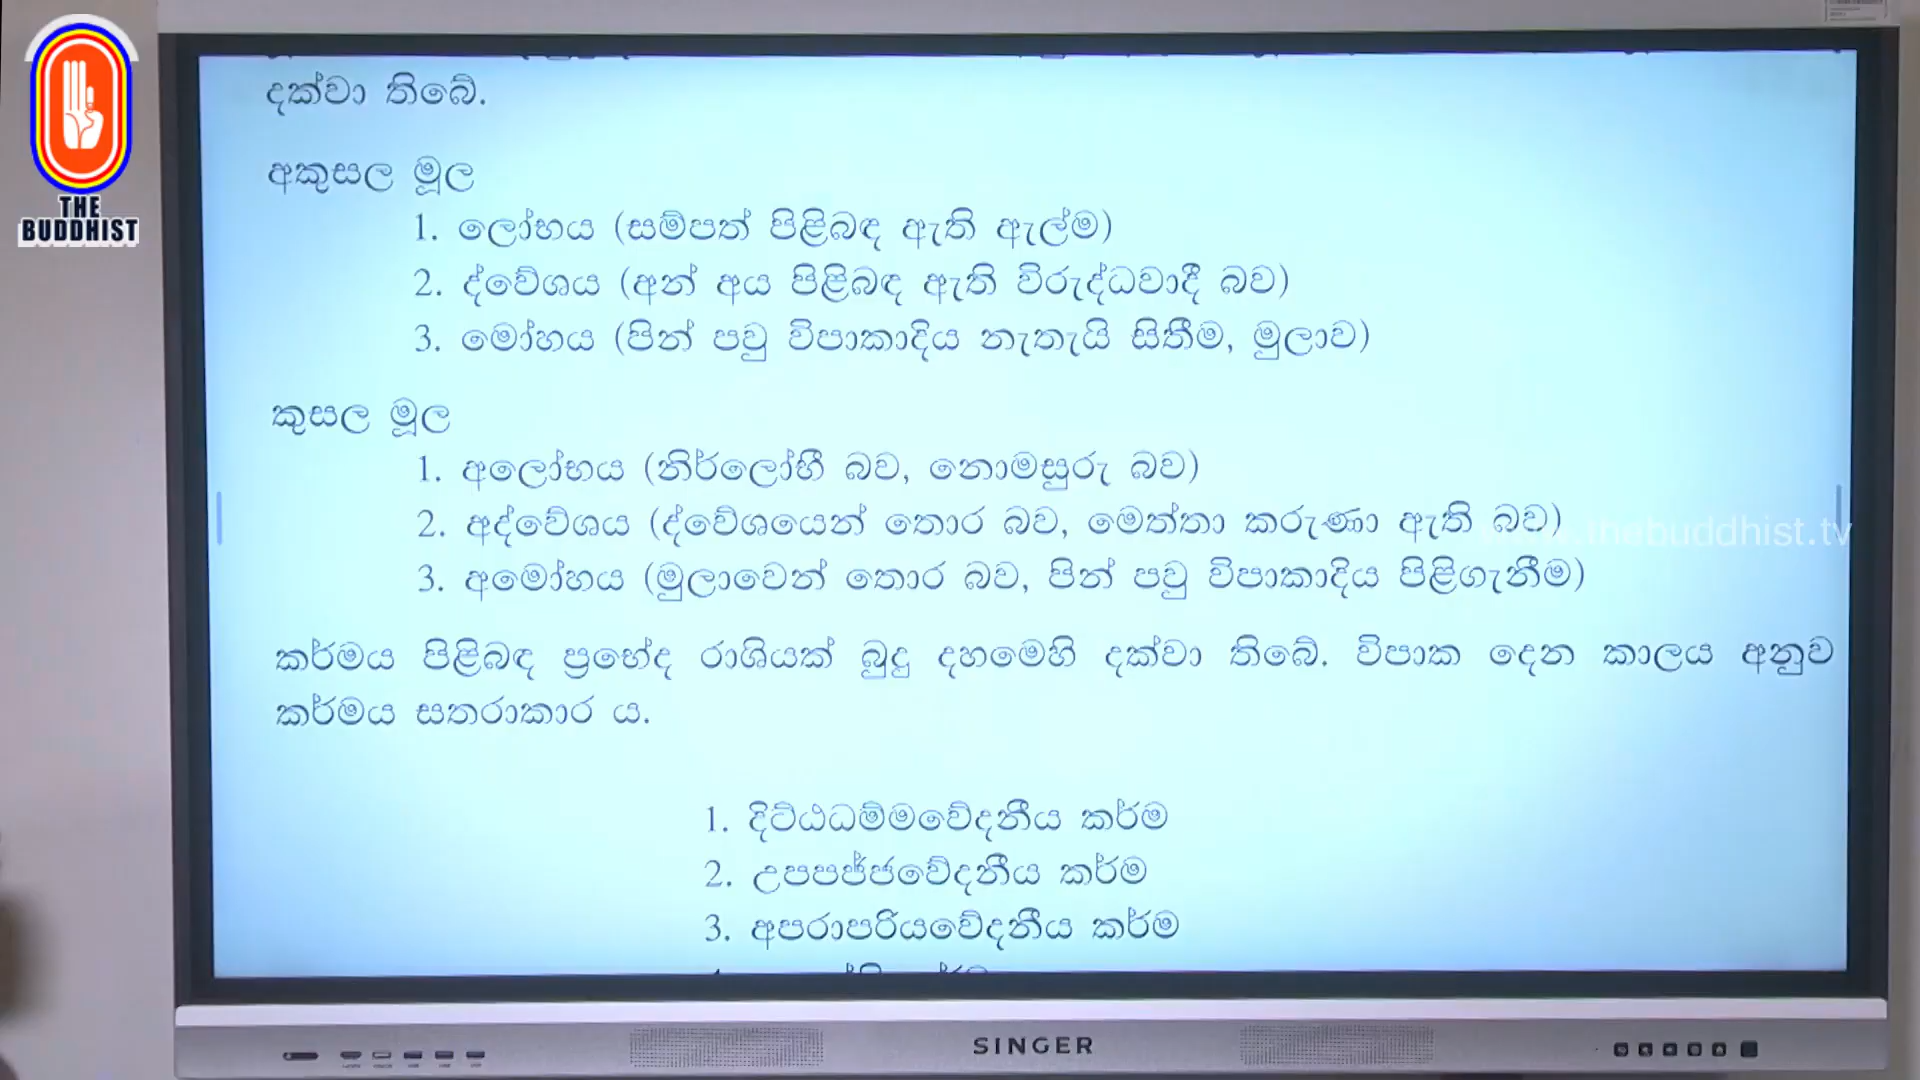 THE
BUDDHIST
දක්වා තිබේ.
අකුසල මූල
1. ලෝභය (සම්පත් පිළිබඳ ඇති ඇල්ම)
2. ද්වේශය (අන් අය පිළිබඳ ඇති විරුද්ධවාදී බව)
3. මෝහය (පින් පවු විපාකාදිය නැතැයි සිතීම, මුලාව)
කුසල මූල
1. අලෝභය (නිර්ලෝභී බව, නොමසුරු බව)
2. අද්වේශය (ද්වේශයෙන් තොර බව, මෙත්තා කරුණා ඇති බව)
www.thebuddhist.tv
3. අමෝහය (මුලාවෙන් තොර බව, පින් පවු විපාකාදිය පිළිගැනීම)
කර්මය පිළිබඳ ප්‍රභේද රාශියක් බුදු දහමෙහි දක්වා තිබේ. විපාක දෙන කාලය අනුව
කර්මය සතරාකාර ය.
1. දිට්ඨධම්මවේදනීය කර්ම
2. උපපජ්ජවේදනීය කර්ම
3. අපරාපරියවේදනීය කර්ම
SINGER